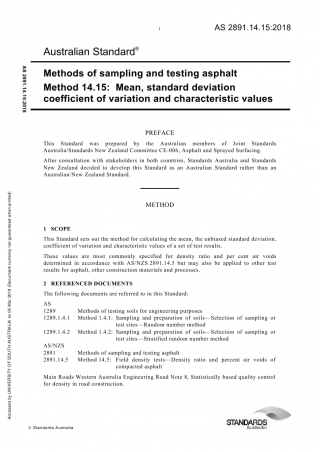 1
AS 2891.14.15:2018
Australian Standard®
Methods of sampling and testing asphalt
Method 14.15: Mean, standard deviation
coefficient of variation and characteristic values
PREFACE
This Standard was prepared by the Australian members of Joint Standards
Australia/Standards New Zealand Committee CE-006, Asphalt and Sprayed Surfacing.
After consultation with stakeholders in both countries, Standards Australia and Standards
New Zealand decided to develop this Standard as an Australian Standard rather than an
Australian/New Zealand Standard.
METHOD
1 SCOPE
This Standard sets out the method for calculating the mean, the unbiased standard deviation,
coefficient of variation and characteristic values of a set of test results.
These values are most commonly specified for density ratio and per cent air voids
determined in accordance with AS/NZS 2891.14.5 but may also be applied to other test
results for asphalt, other construction materials and processes.
2 REFERENCED DOCUMENTS
The following documents are referred to in this Standard:
AS
1289 Methods of testing soils for engineering purposes
1289.1.4.1 Method 1.4.1: Sampling and preparation of soils—Selection of sampling or
test sites—Random number method
1289.1.4.2 Method 1.4.2: Sampling and preparation of soils—Selection of sampling or
test sites—Stratified random number method
AS/NZS
2891 Methods of sampling and testing asphalt
2891.14.5 Method 14.5: Field density tests—Density ratio and percent air voids of
compacted asphalt
Main Roads Western Australia Engineering Road Note 8, Statistically based quality control
for density in road construction.
© Standards Australia
STANDARDS
Australia
AS 2891.14.15:2018
Accessed by UNIVERSITY OF SOUTH AUSTRALIA on 05 Mar 2019 (Document currency not guaranteed when printed)